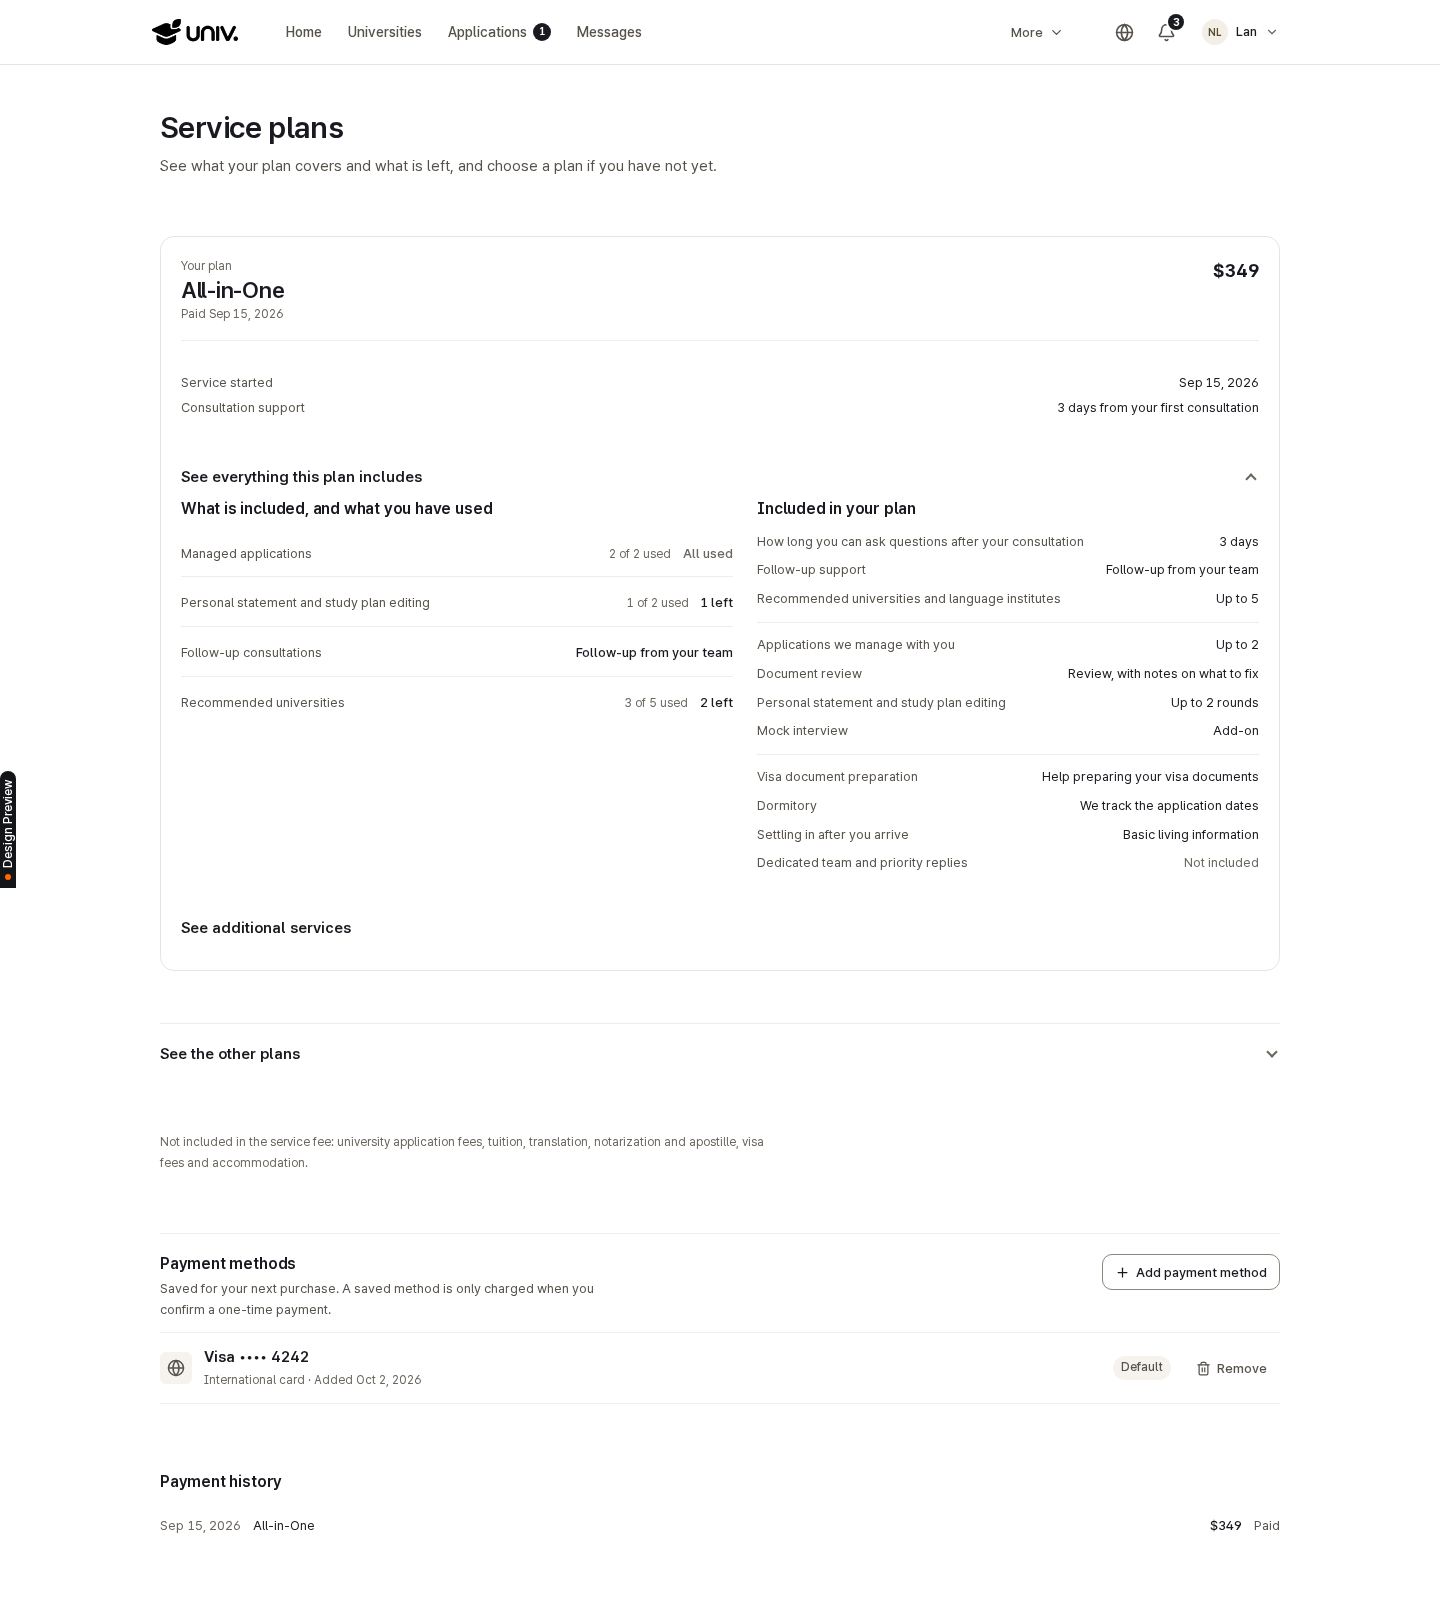 UNIV.
Home
Universities
Applications 1
Messages
More
3
NL
Lan
Service plans
See what your plan covers and what is left, and choose a plan if you have not yet.
Your plan
All-in-One
Paid Sep 15, 2026
$349
Service started
Sep 15, 2026
Consultation support
3 days from your first consultation
See everything this plan includes
What is included, and what you have used
Managed applications
2 of 2 used All used
Personal statement and study plan editing
1 of 2 used 1 left
Follow-up consultations
Follow-up from your team
Recommended universities
3 of 5 used 2 left
Included in your plan
How long you can ask questions after your consultation
3 days
Follow-up support
Follow-up from your team
Recommended universities and language institutes
Up to 5
Applications we manage with you
Up to 2
Document review
Review, with notes on what to fix
Personal statement and study plan editing
Up to 2 rounds
Mock interview
Add-on
Visa document preparation
Help preparing your visa documents
Dormitory
We track the application dates
Settling in after you arrive
Basic living information
Dedicated team and priority replies
Not included
See additional services
Design Preview
See the other plans
Not included in the service fee: university application fees, tuition, translation, notarization and apostille, visa
fees and accommodation.
Payment methods
Saved for your next purchase. A saved method is only charged when you
confirm a one-time payment.
Add payment method
Visa •••• 4242
International card · Added Oct 2, 2026
Default
Remove
Payment history
Sep 15, 2026 All-in-One
$349 Paid